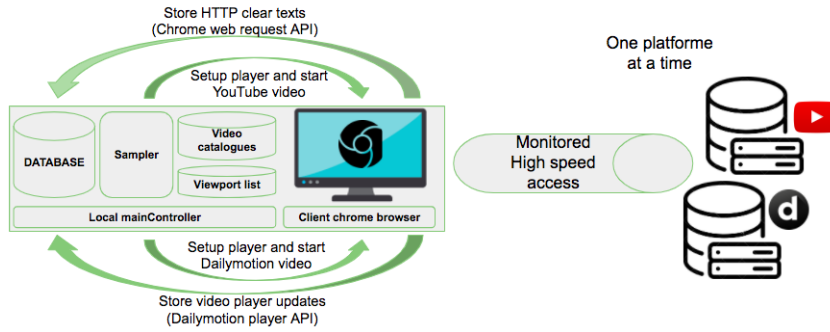 Store HTTP clear texts
(Chrome web request API)
Setup player and start
YouTube video
One platforme
at a time
DATABASE
Sampler
Video
catalogues
Viewport list
Local mainController
Client chrome browser
Monitored
High speed
access
d
Setup player and start
Dailymotion video
Store video player updates
(Dailymotion player API)